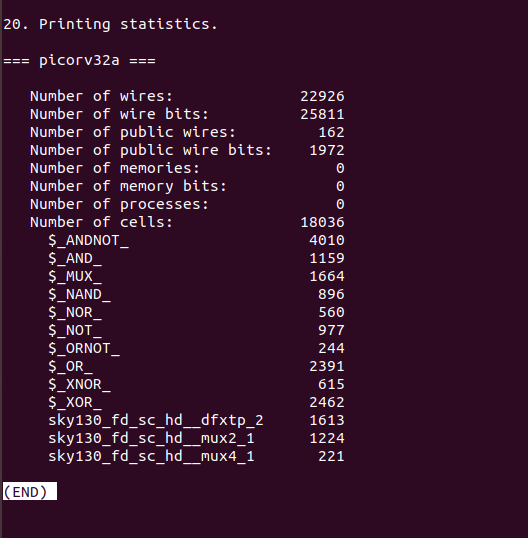 20. Printing statistics.
=== picorv32a ===
Number of wires: 22926
Number of wire bits: 25811
Number of public wires: 162
Number of public wire bits: 1972
Number of memories: 0
Number of memory bits: 0
Number of processes: 0
Number of cells: 18036
$_ANDNOT_ 4010
$_AND_ 1159
$_MUX_ 1664
$_NAND_ 896
$_NOR_ 560
$_NOT_ 977
$_ORNOT_ 244
$_OR_ 2391
$_XNOR_ 615
$_XOR_ 2462
sky130_fd_sc_hd__dfxtp_2 1613
sky130_fd_sc_hd__mux2_1 1224
sky130_fd_sc_hd__mux4_1 221
(END)